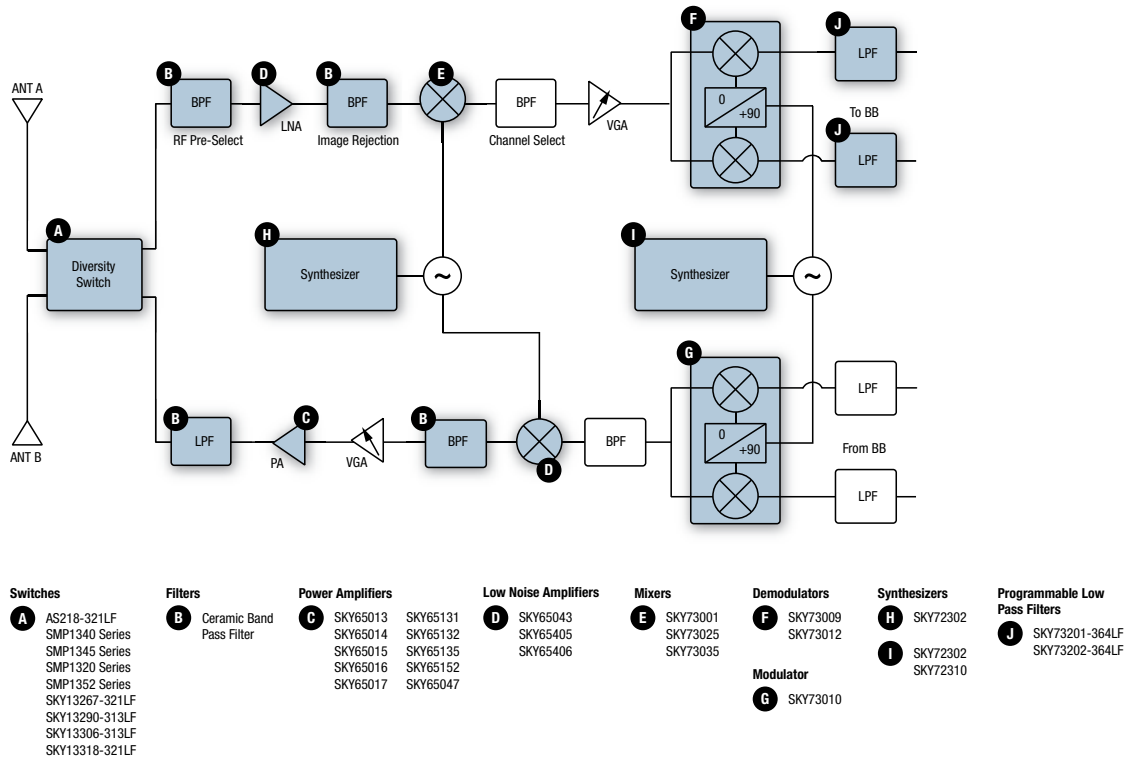 F
J
LPF
ANT A
B
D
B
E
BPF
BPF
BPF
0
+90
To BB
LNA
VGA
RF Pre-Select
Image Rejection
Channel Select
J
LPF
A
H
I
Diversity
Switch
Synthesizer
~
Synthesizer
~
G
LPF
B
C
B
LPF
BPF
BPF
0
+90
From BB
ANT B
PA
VGA
D
LPF
Switches
A
AS218-321LF
SMP1340 Series
SMP1345 Series
SMP1320 Series
SMP1352 Series
SKY13267-321LF
SKY13290-313LF
SKY13306-313LF
SKY13318-321LF
Filters
B
Ceramic Band
Pass Filter
Power Amplifiers
C
SKY65013 SKY65131
SKY65014 SKY65132
SKY65015 SKY65135
SKY65016 SKY65152
SKY65017 SKY65047
Low Noise Amplifiers
D
SKY65043
SKY65405
SKY65406
Mixers
E
SKY73001
SKY73025
SKY73035
Demodulators
F
SKY73009
SKY73012
Modulator
G
SKY73010
Synthesizers
H
SKY72302
I
SKY72302
SKY72310
Programmable Low
Pass Filters
J
SKY73201-364LF
SKY73202-364LF